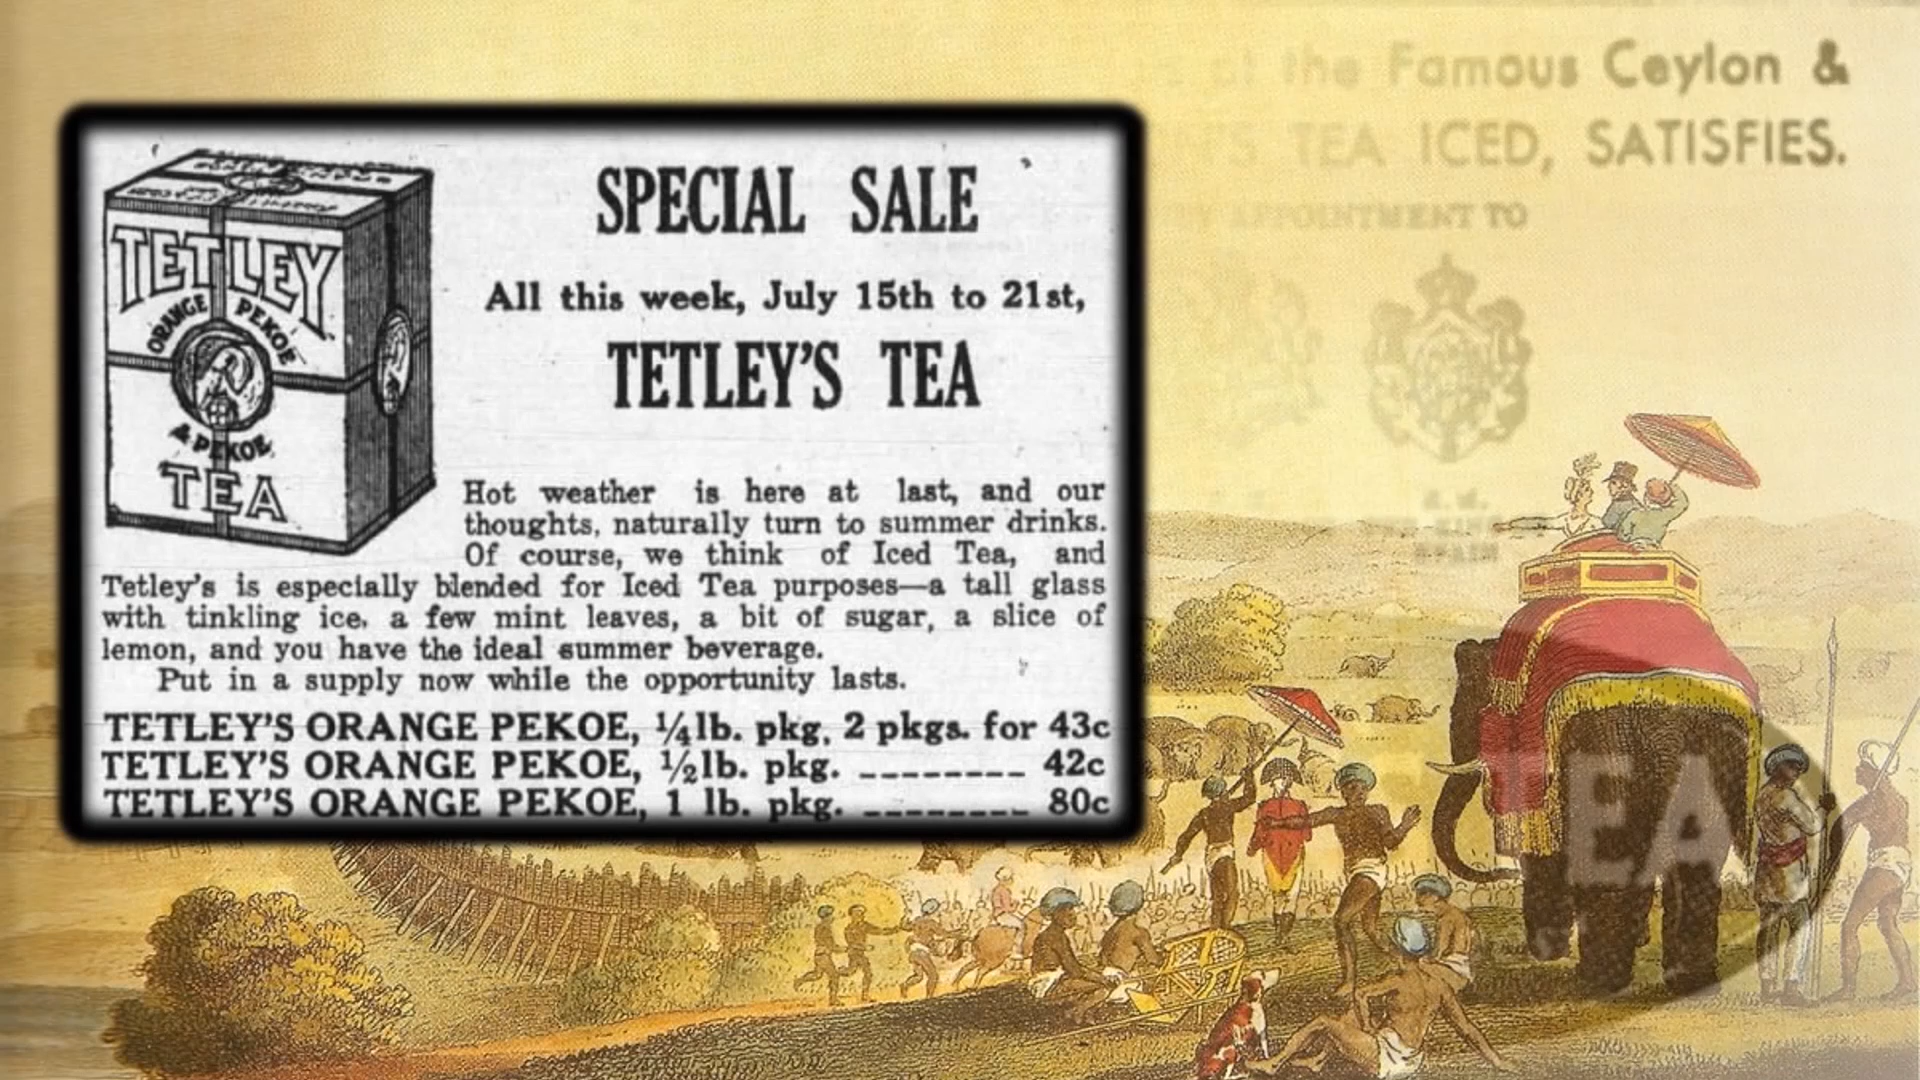 SPECIAL SALE
All this week, July 15th to 21st,
TETLEY'S TEA
TETLEY
ORANGE PEKOE
& PEKOE
TEA
Hot weather is here at last, and our
thoughts, naturally turn to summer drinks.
Of course, we think of Iced Tea, and
Tetley's is especially blended for Iced Tea purposes—a tall glass
with tinkling ice, a few mint leaves, a bit of sugar, a slice of
lemon, and you have the ideal summer beverage.
Put in a supply now while the opportunity lasts.
TETLEY'S ORANGE PEKOE, ¼lb. pkg, 2 pkgs. for 43c
TETLEY'S ORANGE PEKOE, ½lb. pkg. --------- 42c
TETLEY'S ORANGE PEKOE, 1 lb. pkg. --------- 80c
the Famous Ceylon &
TEA ICED, SATISFIES.
APPOINTMENT TO
TEA